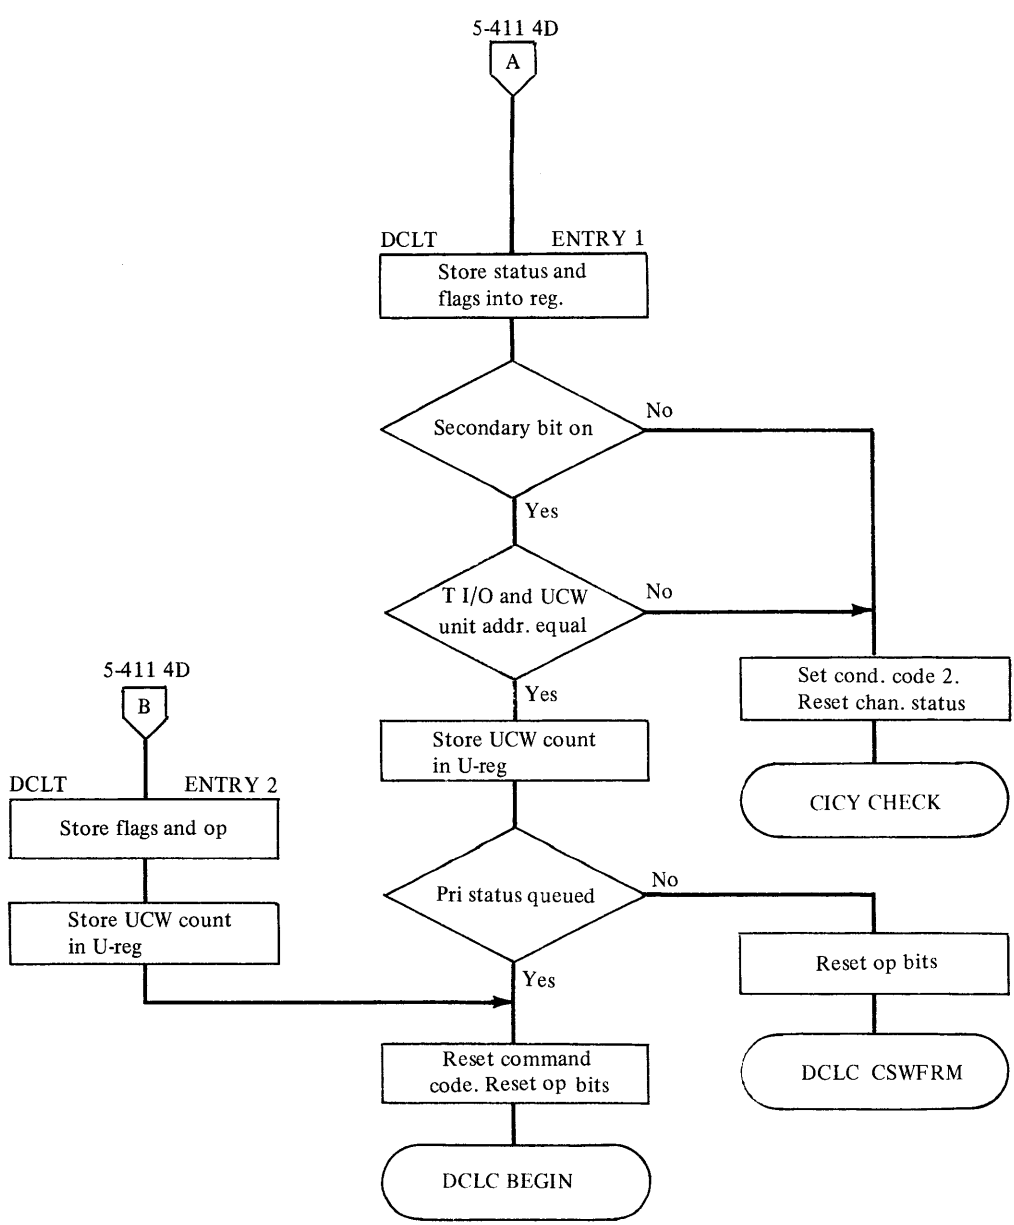 5-411 4D
A
DCLT ENTRY 1
Store status and
flags into reg.
Secondary bit on
No
Yes
T I/O and UCW
unit addr. equal
No
Yes
Set cond. code 2.
Reset chan. status
CICY CHECK
Store UCW count
in U-reg
5-411 4D
B
DCLT ENTRY 2
Store flags and op
Store UCW count
in U-reg
Pri status queued
No
Yes
Reset op bits
DCLC CSWFRM
Reset command
code. Reset op bits
DCLC BEGIN